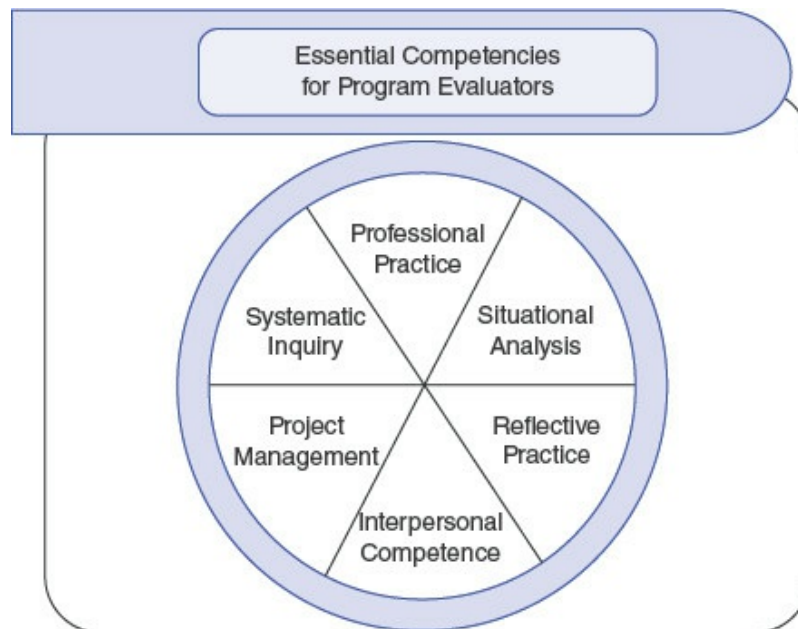 Essential Competencies
for Program Evaluators
Professional
Practice
Situational
Analysis
Reflective
Practice
Interpersonal
Competence
Project
Management
Systematic
Inquiry